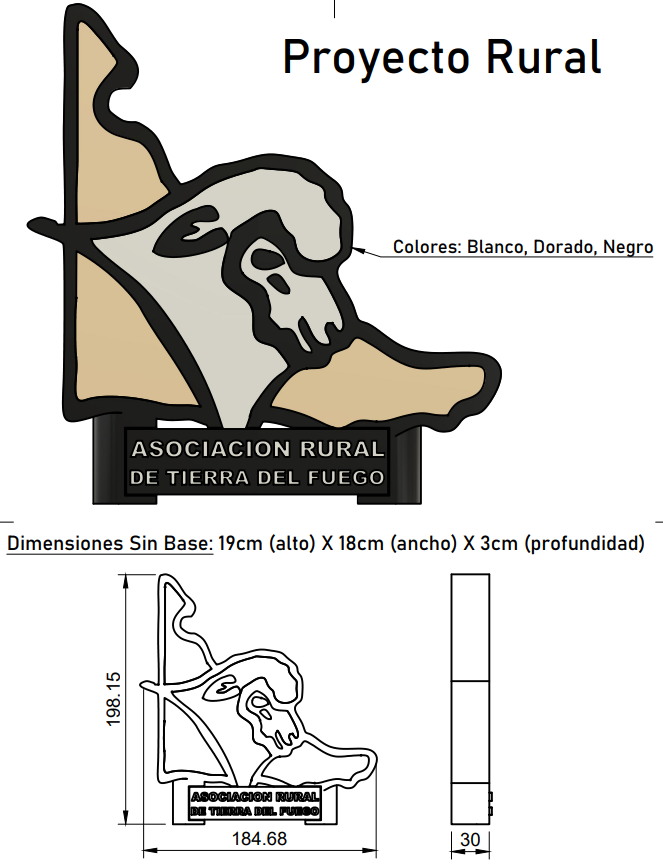 Proyecto Rural
Colores: Blanco, Dorado, Negro
ASOCIACION RURAL
DE TIERRA DEL FUEGO
Dimensiones Sin Base: 19cm (alto) X 18cm (ancho) X 3cm (profundidad)
198.15
ASOCIACION RURAL
DE TIERRA DEL FUEGO
184.68
30